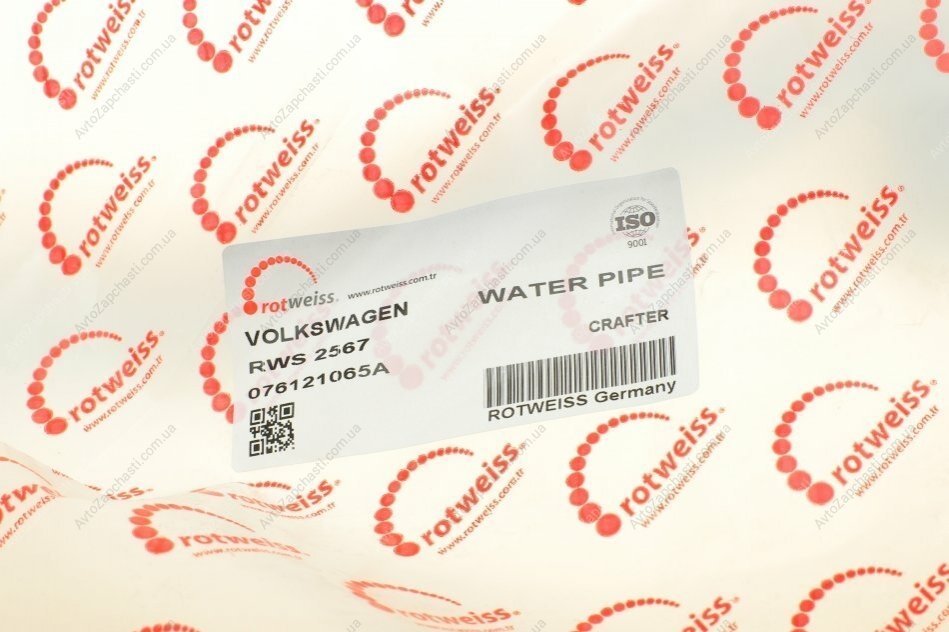 rotweiss® www.rotweiss.com.tr
VOLKSWAGEN
RWS 2567
076121065A
ISO
9001
WATER PIPE
CRAFTER
ROTWEISS Germany
rotweiss®
www.rotweiss.com.tr
AvtoZapchasti.com.ua